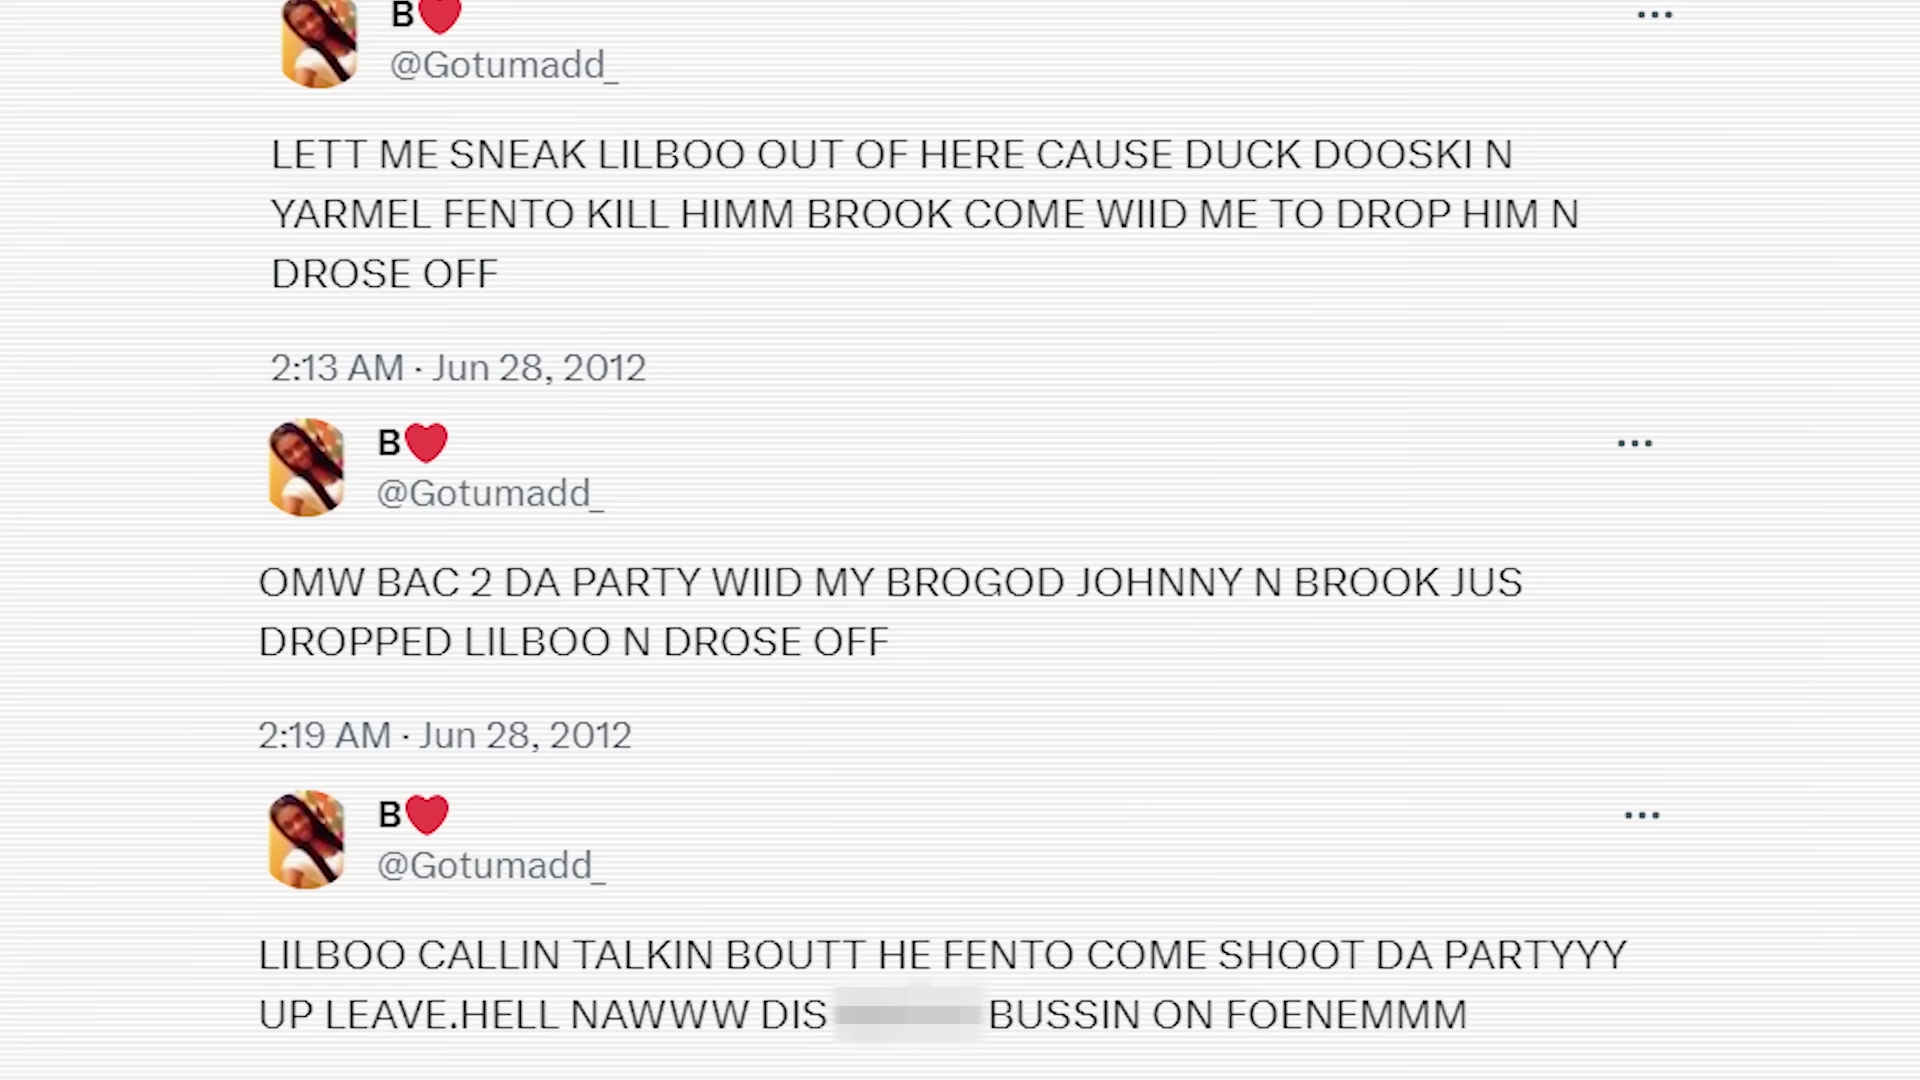 B❤️
@Gotumadd_
LETT ME SNEAK LILBOO OUT OF HERE CAUSE DUCK DOOSKI N
YARMEL FENTO KILL HIMM BROOK COME WIID ME TO DROP HIM N
DROSE OFF
2:13 AM · Jun 28, 2012
B❤️
@Gotumadd_
OMW BAC 2 DA PARTY WIID MY BROGOD JOHNNY N BROOK JUS
DROPPED LILBOO N DROSE OFF
2:19 AM · Jun 28, 2012
B❤️
@Gotumadd_
LILBOO CALLIN TALKIN BOUTT HE FENTO COME SHOOT DA PARTYYY
UP LEAVE.HELL NAWWW DIS BUSSIN ON FOENEMMM